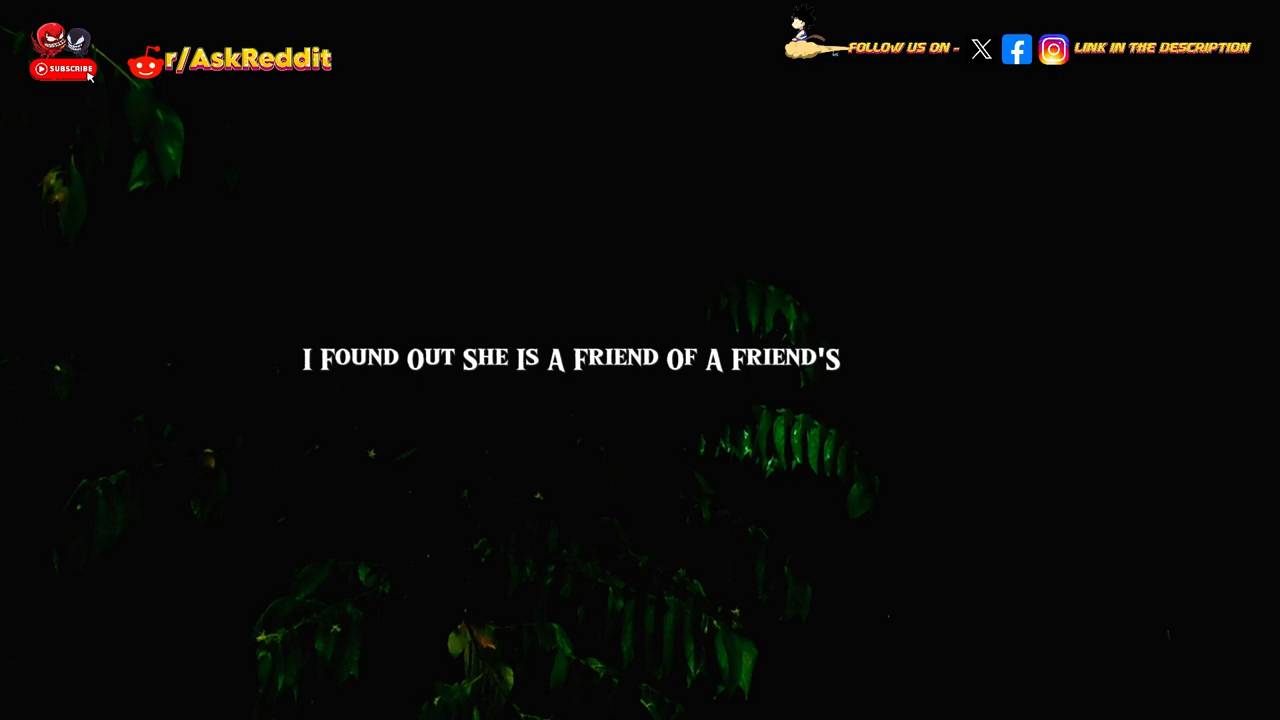 SUBSCRIBE
r/AskReddit
FOLLOW US ON -
LINK IN THE DESCRIPTION
I FOUND OUT SHE IS A FRIEND OF A FRIEND'S